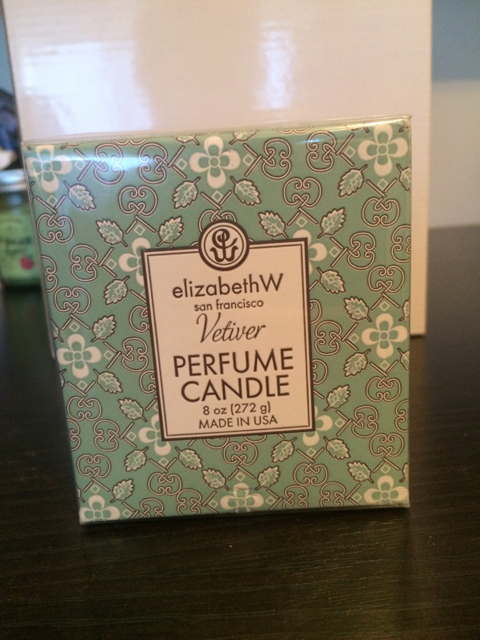 elizabethW
san francisco
Vetiver
PERFUME
CANDLE
8 oz (272 g)
MADE IN USA